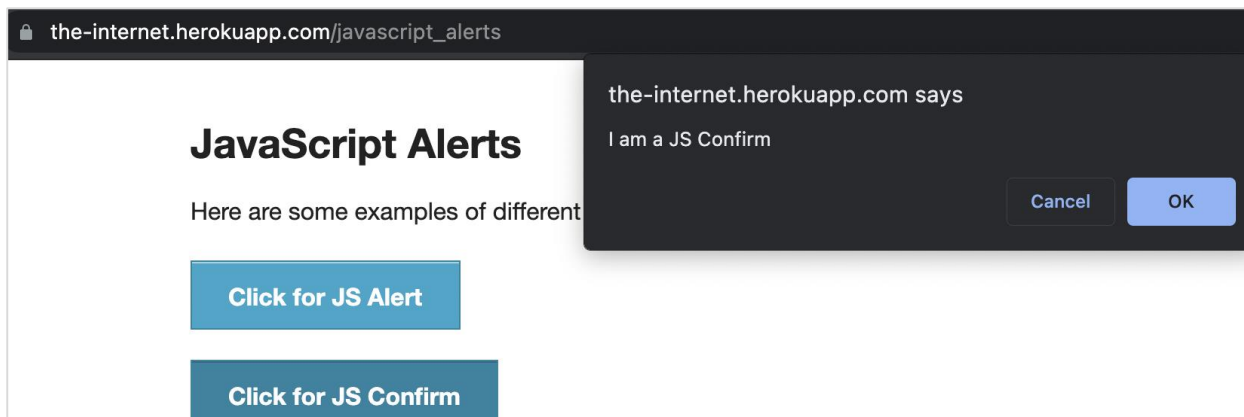 the-internet.herokuapp.com/javascript_alerts
the-internet.herokuapp.com says
I am a JS Confirm
Cancel OK
JavaScript Alerts
Here are some examples of different
Click for JS Alert
Click for JS Confirm